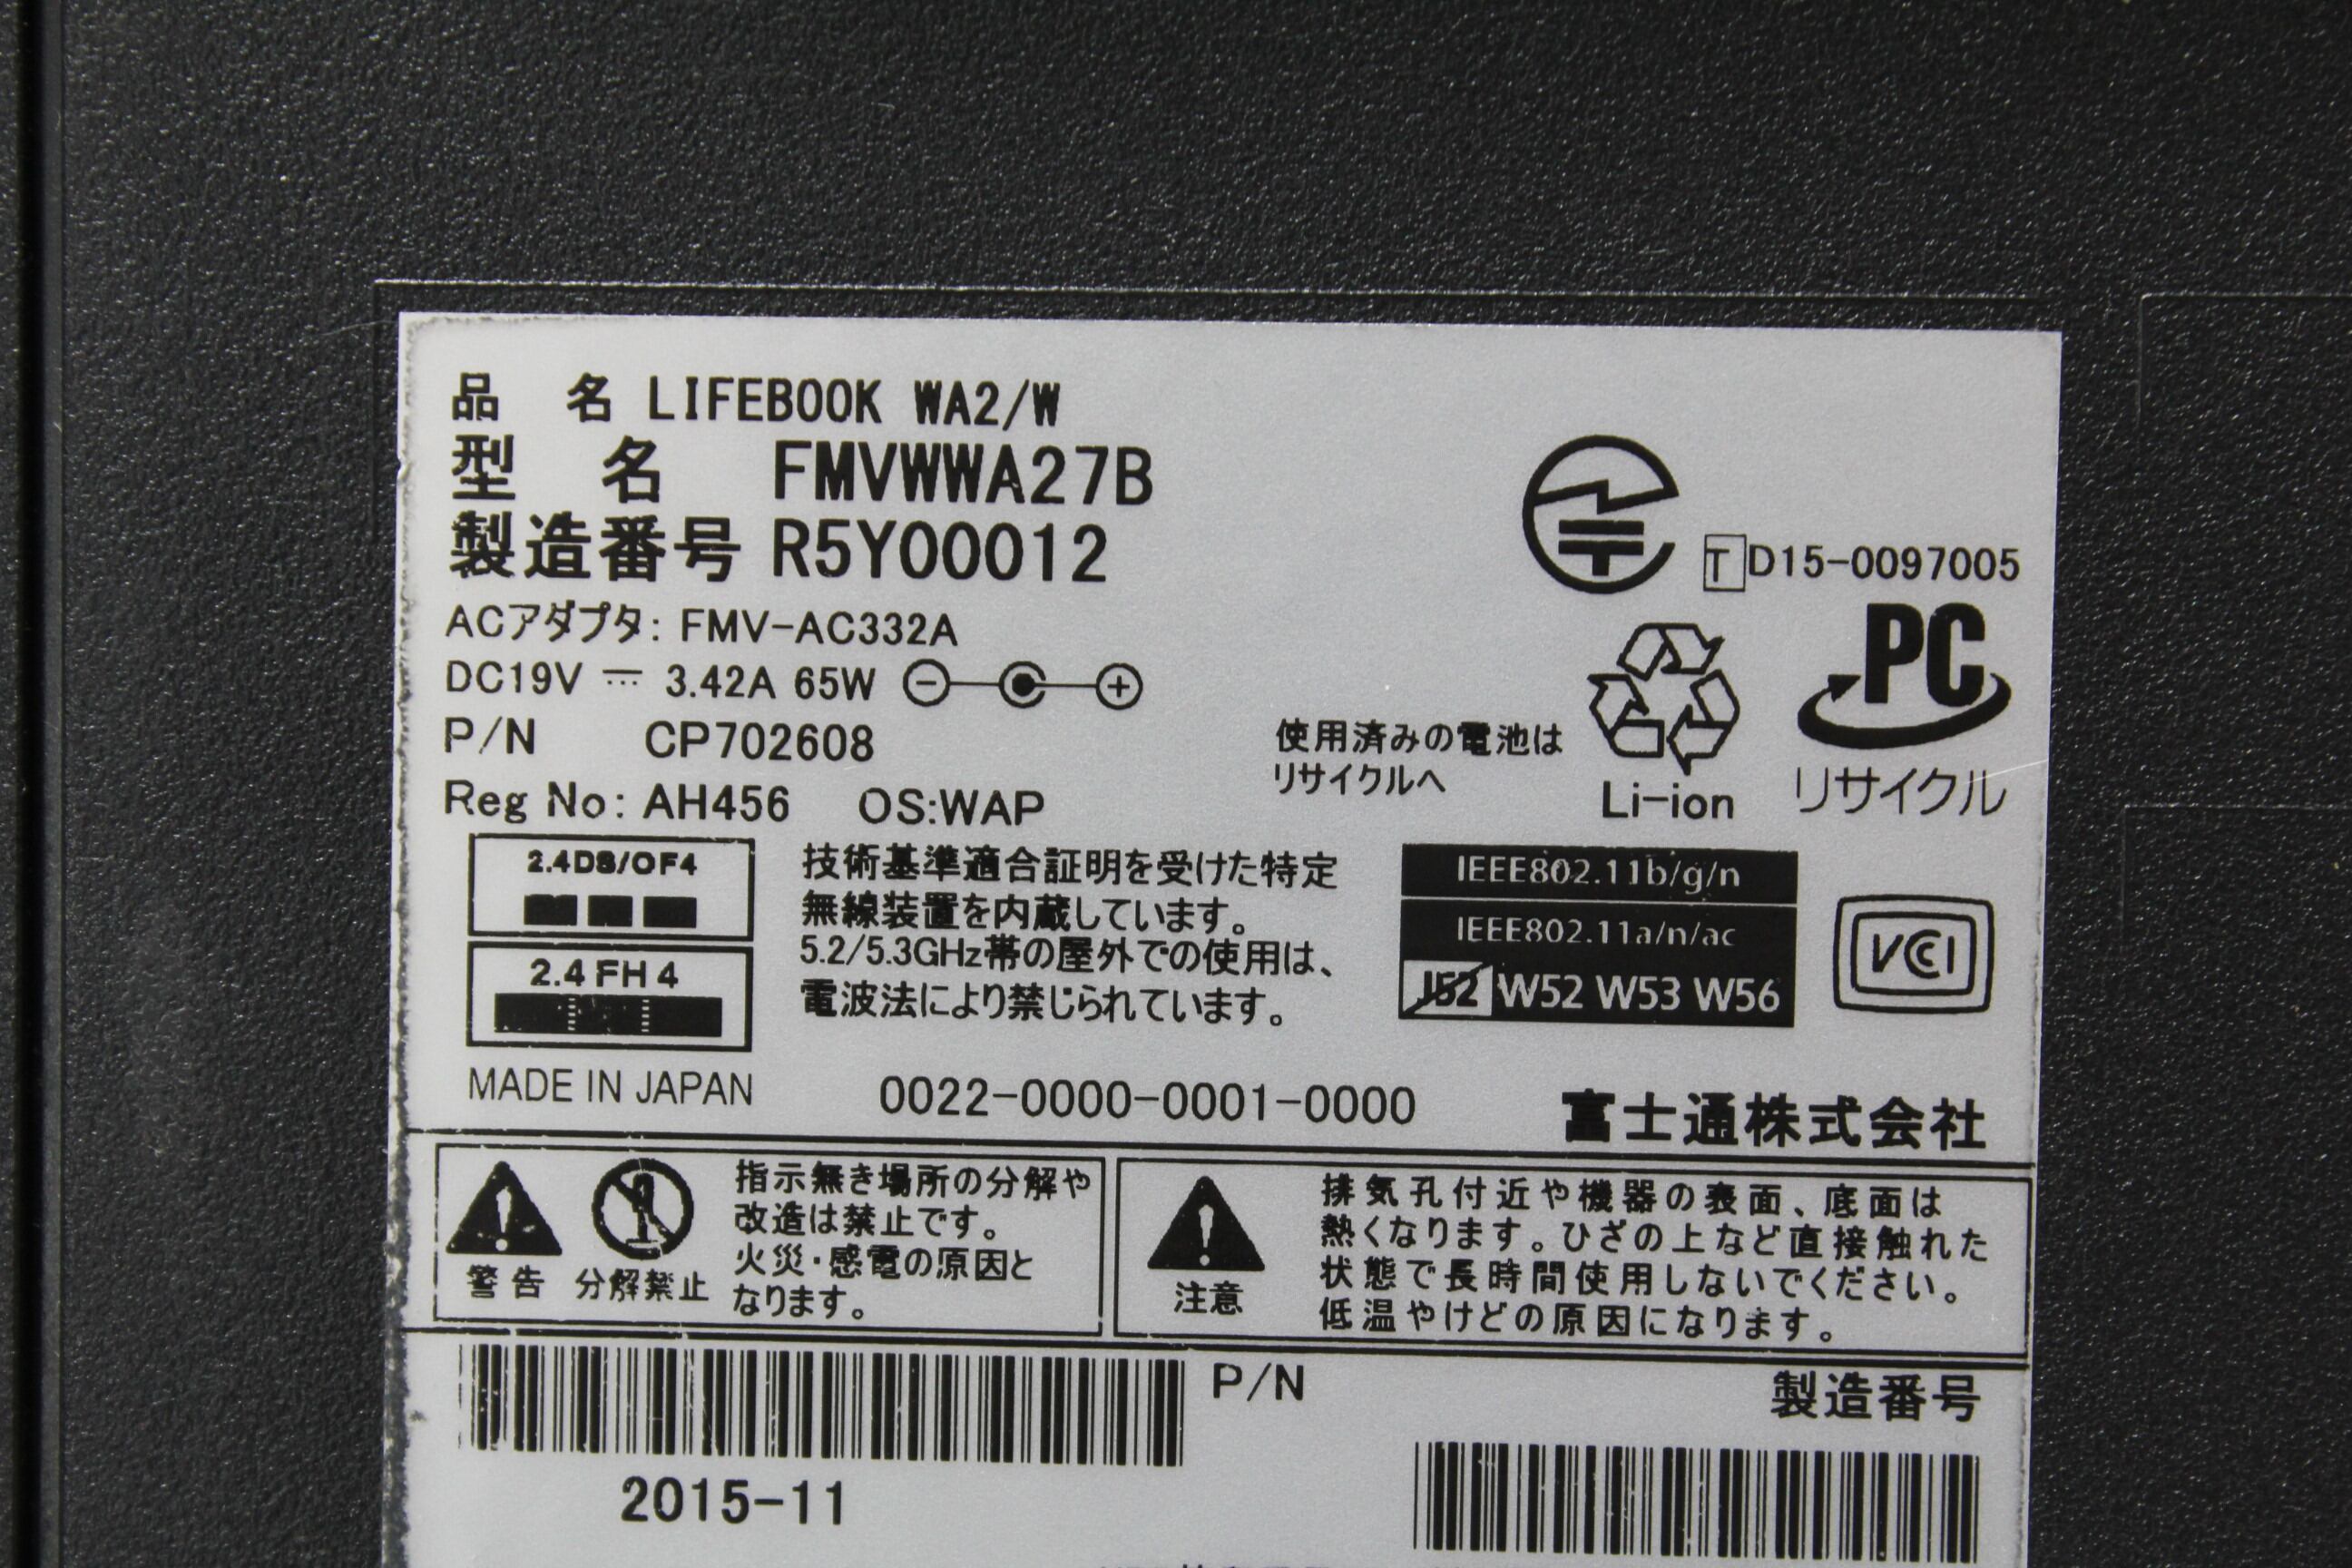 品 名 LIFEBOOK WA2/W
型 名 FMVWWA27B
製造番号 R5Y00012
T D15-0097005
ACアダプタ: FMV-AC332A
DC19V ⎓ 3.42A 65W
P/N CP702608
Reg No: AH456 OS:WAP
使用済みの電池は
リサイクルへ
Li-ion
PC
リサイクル
2.4DS/OF4
2.4 FH 4
技術基準適合証明を受けた特定
無線装置を内蔵しています。
5.2/5.3GHz帯の屋外での使用は、
電波法により禁じられています。
IEEE802.11b/g/n
IEEE802.11a/n/ac
J52 W52 W53 W56
VCCI
MADE IN JAPAN
0022-0000-0001-0000
富士通株式会社
警告
分解禁止
指示無き場所の分解や
改造は禁止です。
火災・感電の原因と
なります。
注意
排気孔付近や機器の表面、底面は
熱くなります。ひざの上など直接触れた
状態で長時間使用しないでください。
低温やけどの原因になります。
P/N
製造番号
2015-11